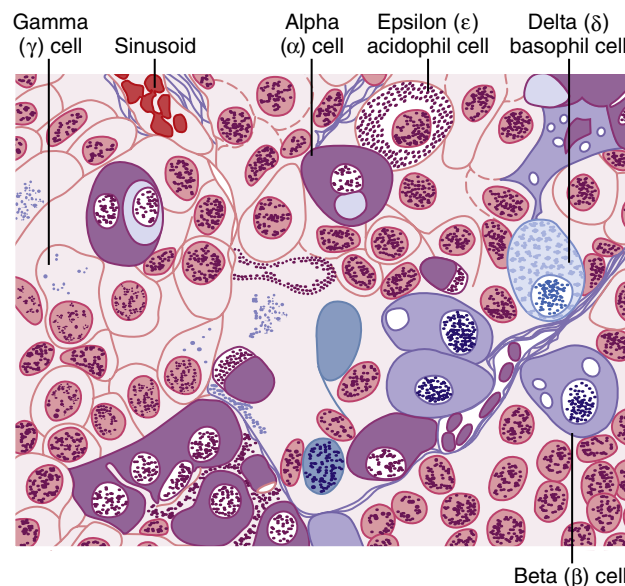 Gamma
(γ) cell
Sinusoid
Alpha
(α) cell
Epsilon (ε)
acidophil cell
Delta (δ)
basophil cell
Beta (β) cell